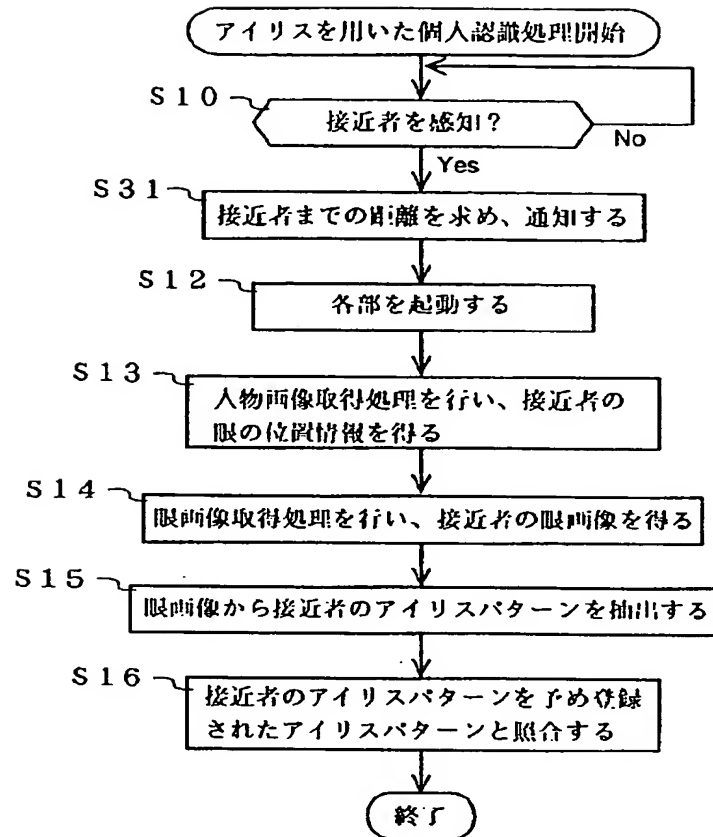 アイリスを用いた個人認識処理開始
S10
接近者を感知?
No
Yes
S31
接近者までの距離を求め、通知する
S12
各部を起動する
S13
人物画像取得処理を行い、接近者の
眼の位置情報を得る
S14
眼画像取得処理を行い、接近者の眼画像を得る
S15
眼画像から接近者のアイリスパターンを抽出する
S16
接近者のアイリスパターンを予め登録
されたアイリスパターンと照合する
終了